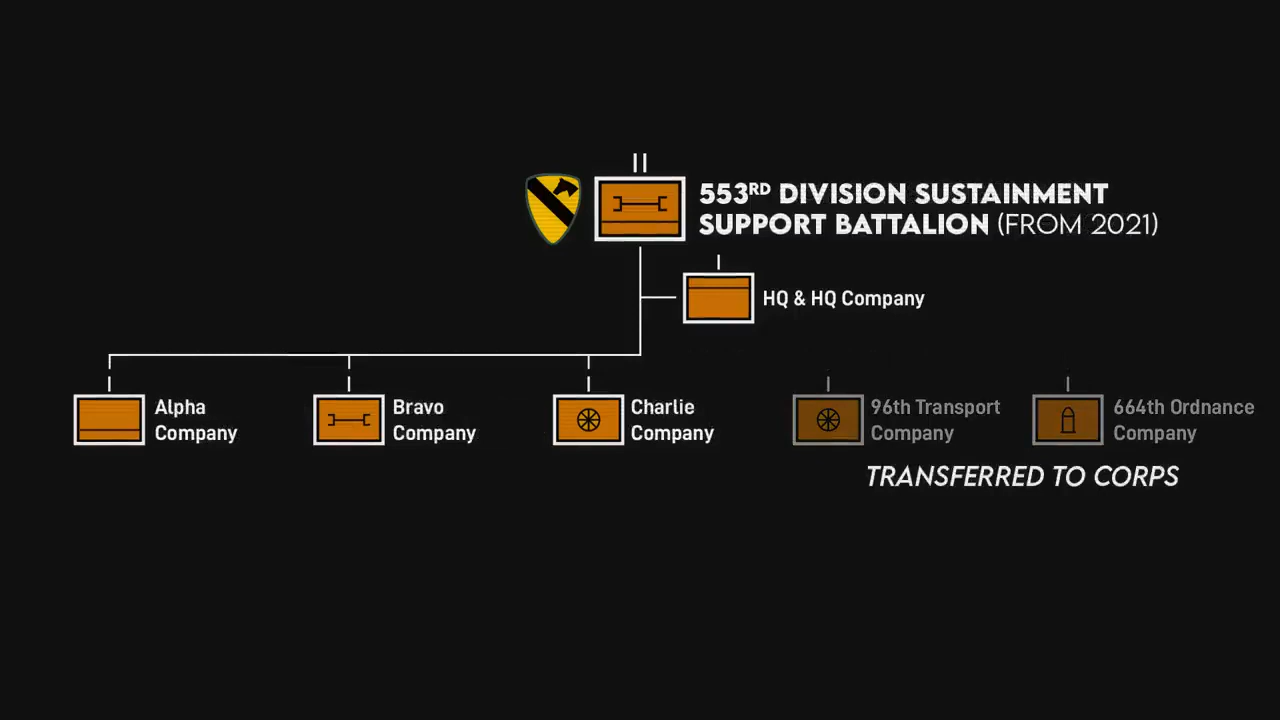 553RD DIVISION SUSTAINMENT
SUPPORT BATTALION (FROM 2021)
HQ & HQ Company
Alpha
Company
Bravo
Company
Charlie
Company
96th Transport
Company
664th Ordnance
Company
TRANSFERRED TO CORPS